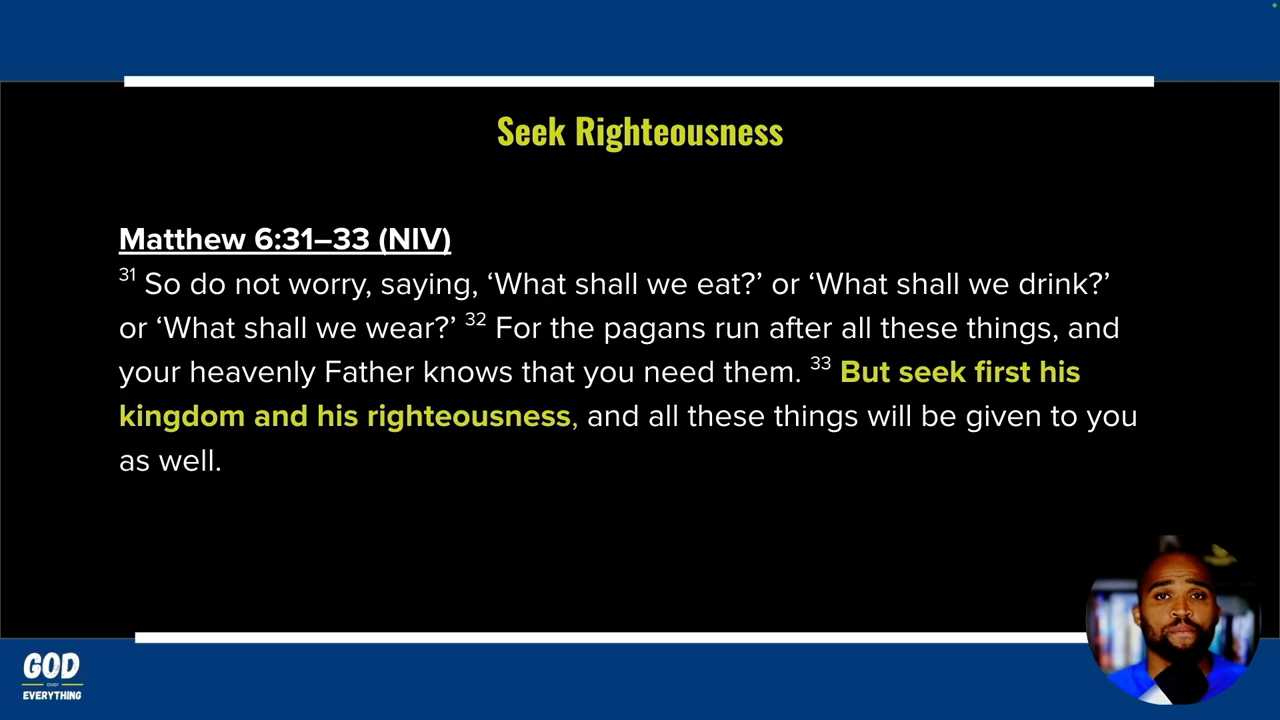 Seek Righteousness
Matthew 6:31–33 (NIV)
31 So do not worry, saying, ‘What shall we eat?’ or ‘What shall we drink?’
or ‘What shall we wear?’ 32 For the pagans run after all these things, and
your heavenly Father knows that you need them. 33 But seek first his
kingdom and his righteousness, and all these things will be given to you
as well.
GOD
OVER
EVERYTHING